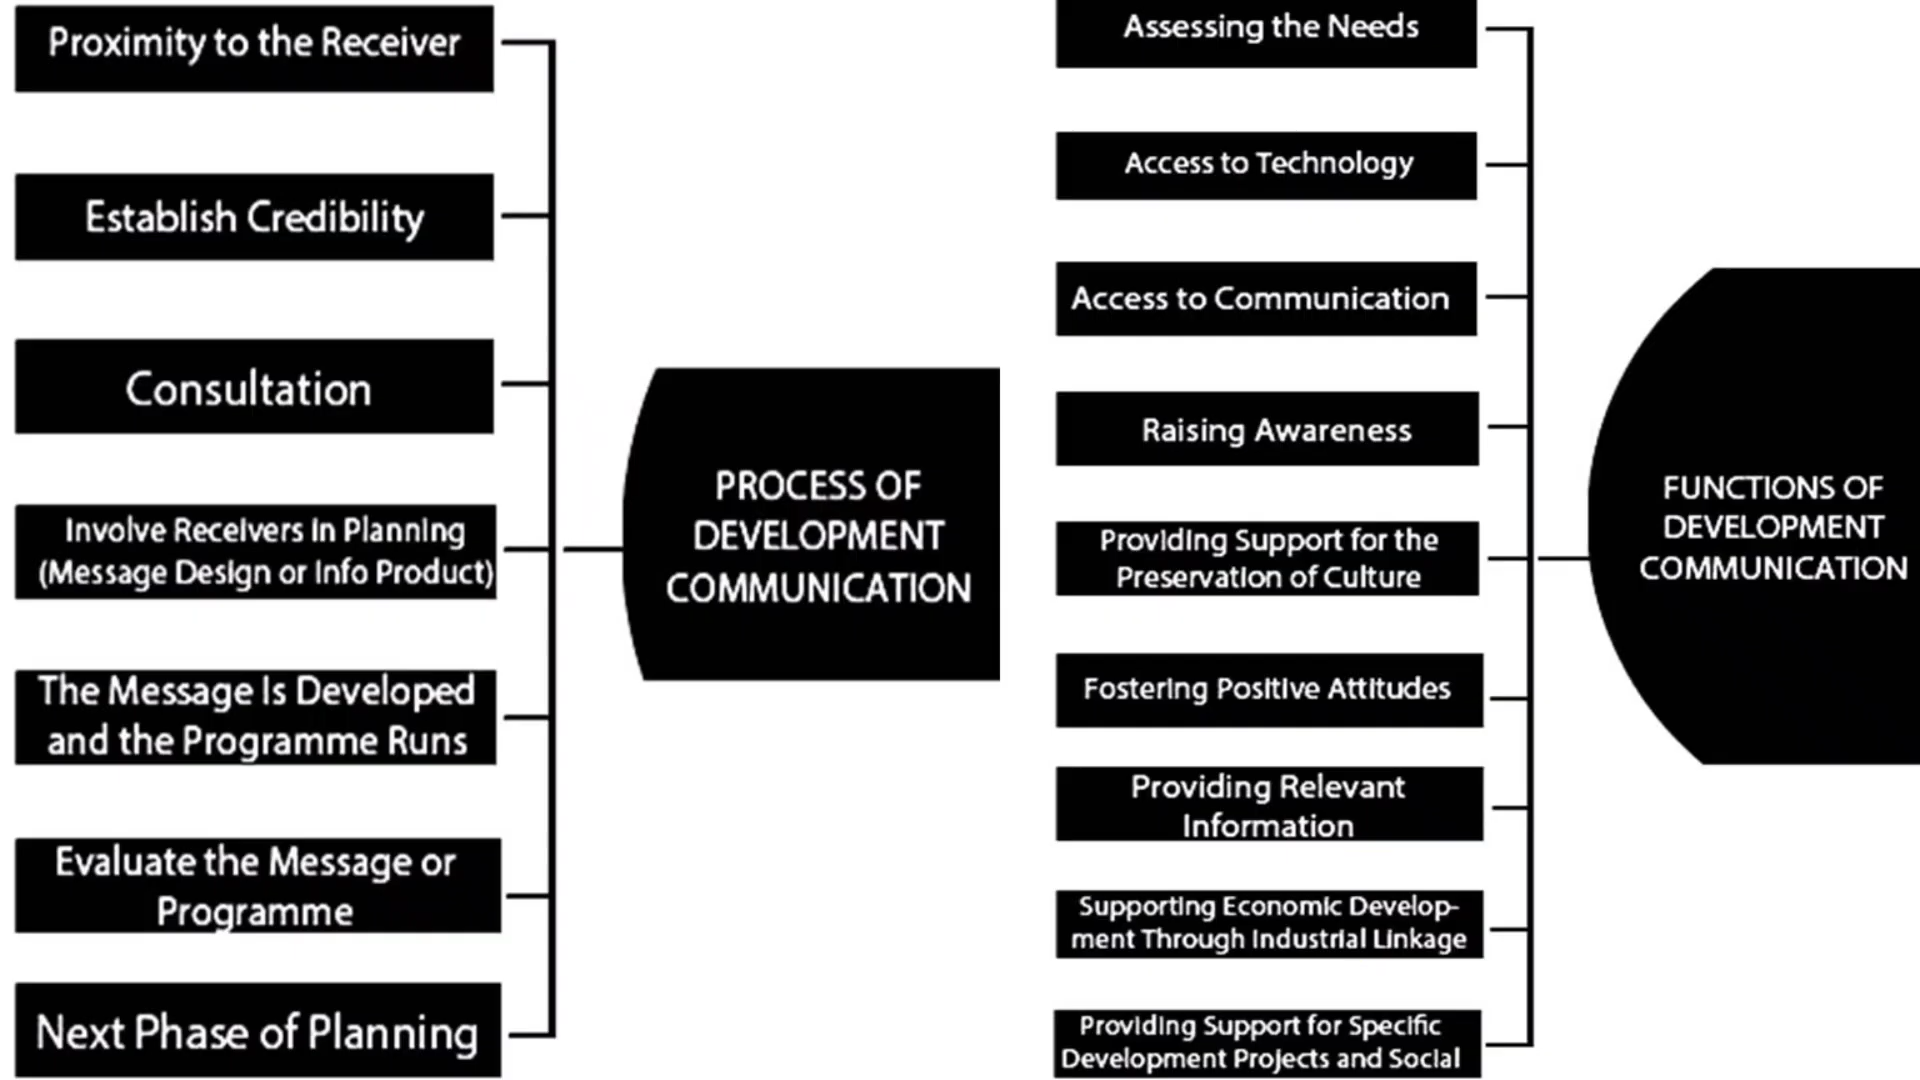 Proximity to the Receiver
Establish Credibility
Consultation
Involve Receivers in Planning
(Message Design or Info Product)
The Message Is Developed
and the Programme Runs
Evaluate the Message or
Programme
Next Phase of Planning
PROCESS OF
DEVELOPMENT
COMMUNICATION
Assessing the Needs
Access to Technology
Access to Communication
Raising Awareness
Providing Support for the
Preservation of Culture
Fostering Positive Attitudes
Providing Relevant
Information
Supporting Economic Develop-
ment Through Industrial Linkage
Providing Support for Specific
Development Projects and Social
FUNCTIONS OF
DEVELOPMENT
COMMUNICATION